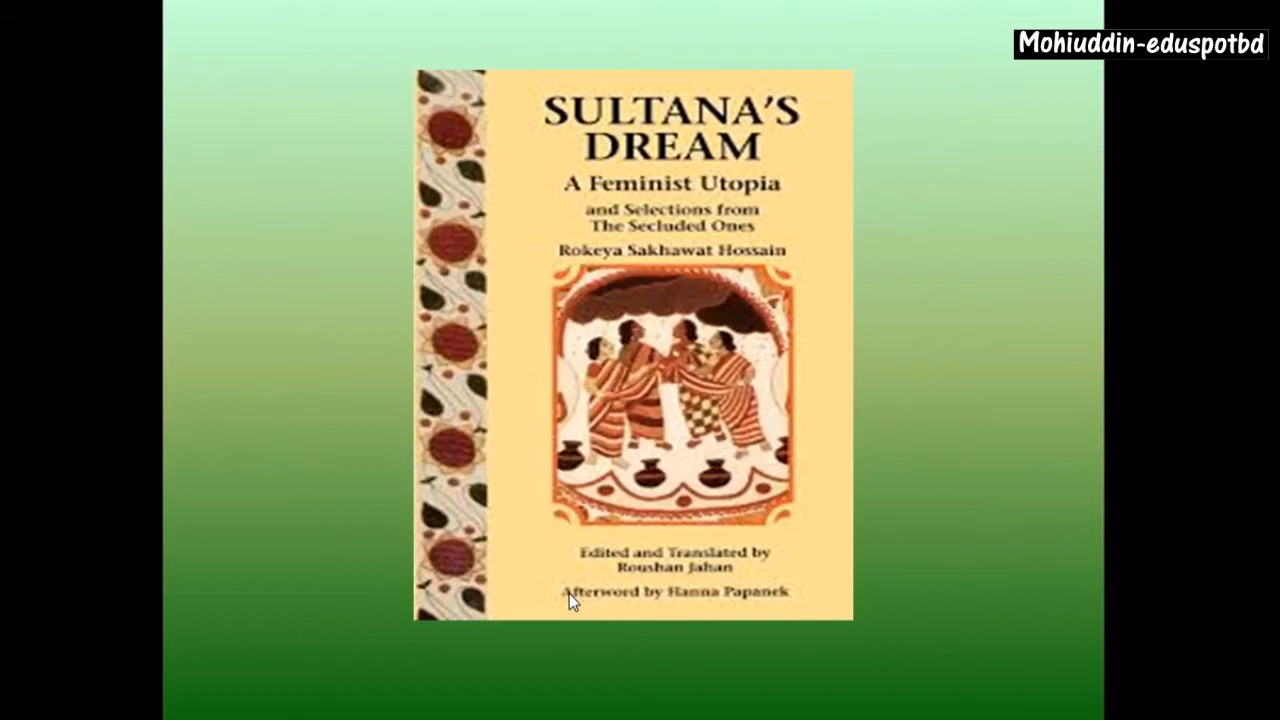 Mohiuddin-eduspotbd
SULTANA'S
DREAM
A Feminist Utopia
and Selections from
The Secluded Ones
Rokeya Sakhawat Hossain
Edited and Translated by
Roushan Jahan
Afterword by Hanna Papanek